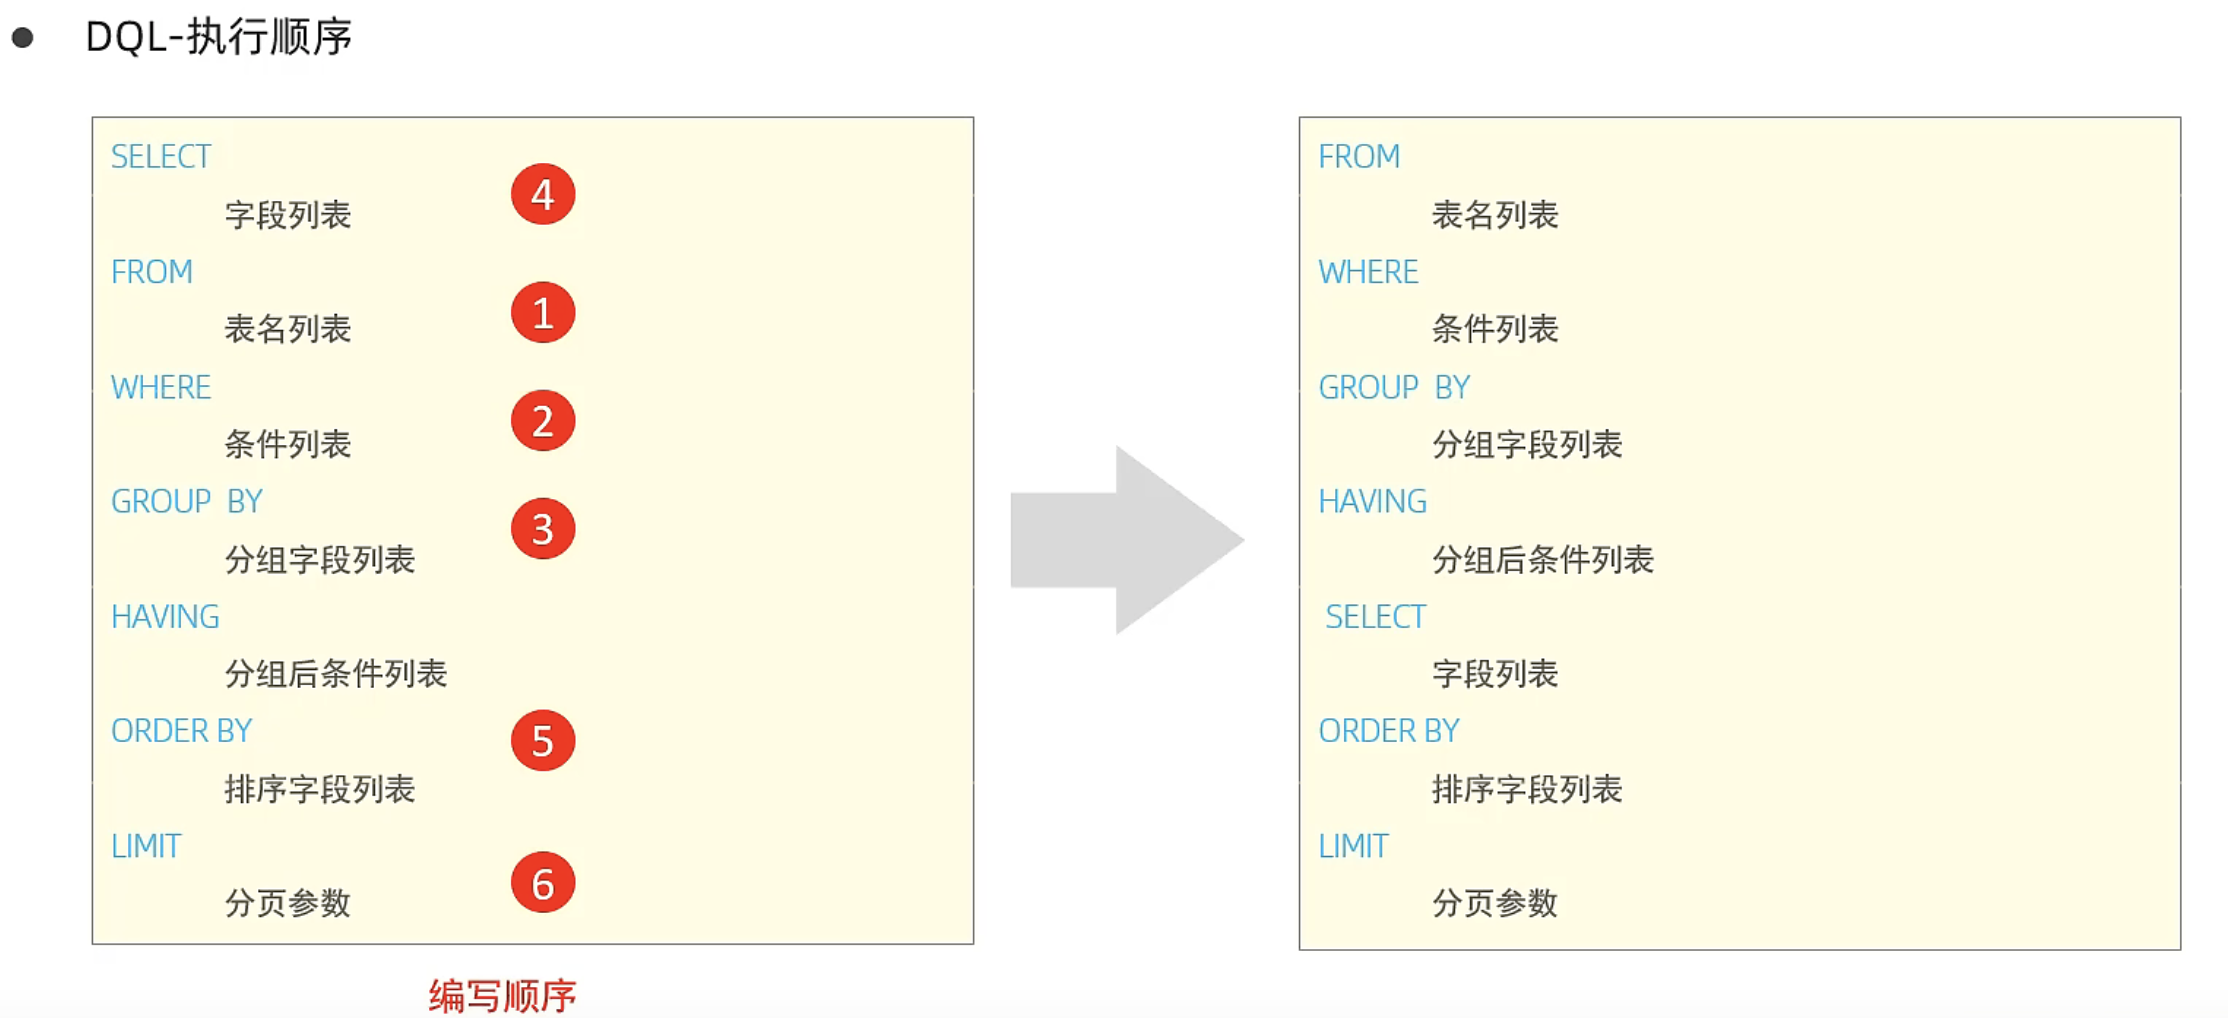 DQL-执行顺序
SELECT
字段列表
4
FROM
表名列表
1
WHERE
条件列表
2
GROUP BY
分组字段列表
3
HAVING
分组后条件列表
ORDER BY
排序字段列表
5
LIMIT
分页参数
6
编写顺序
FROM
表名列表
WHERE
条件列表
GROUP BY
分组字段列表
HAVING
分组后条件列表
SELECT
字段列表
ORDER BY
排序字段列表
LIMIT
分页参数